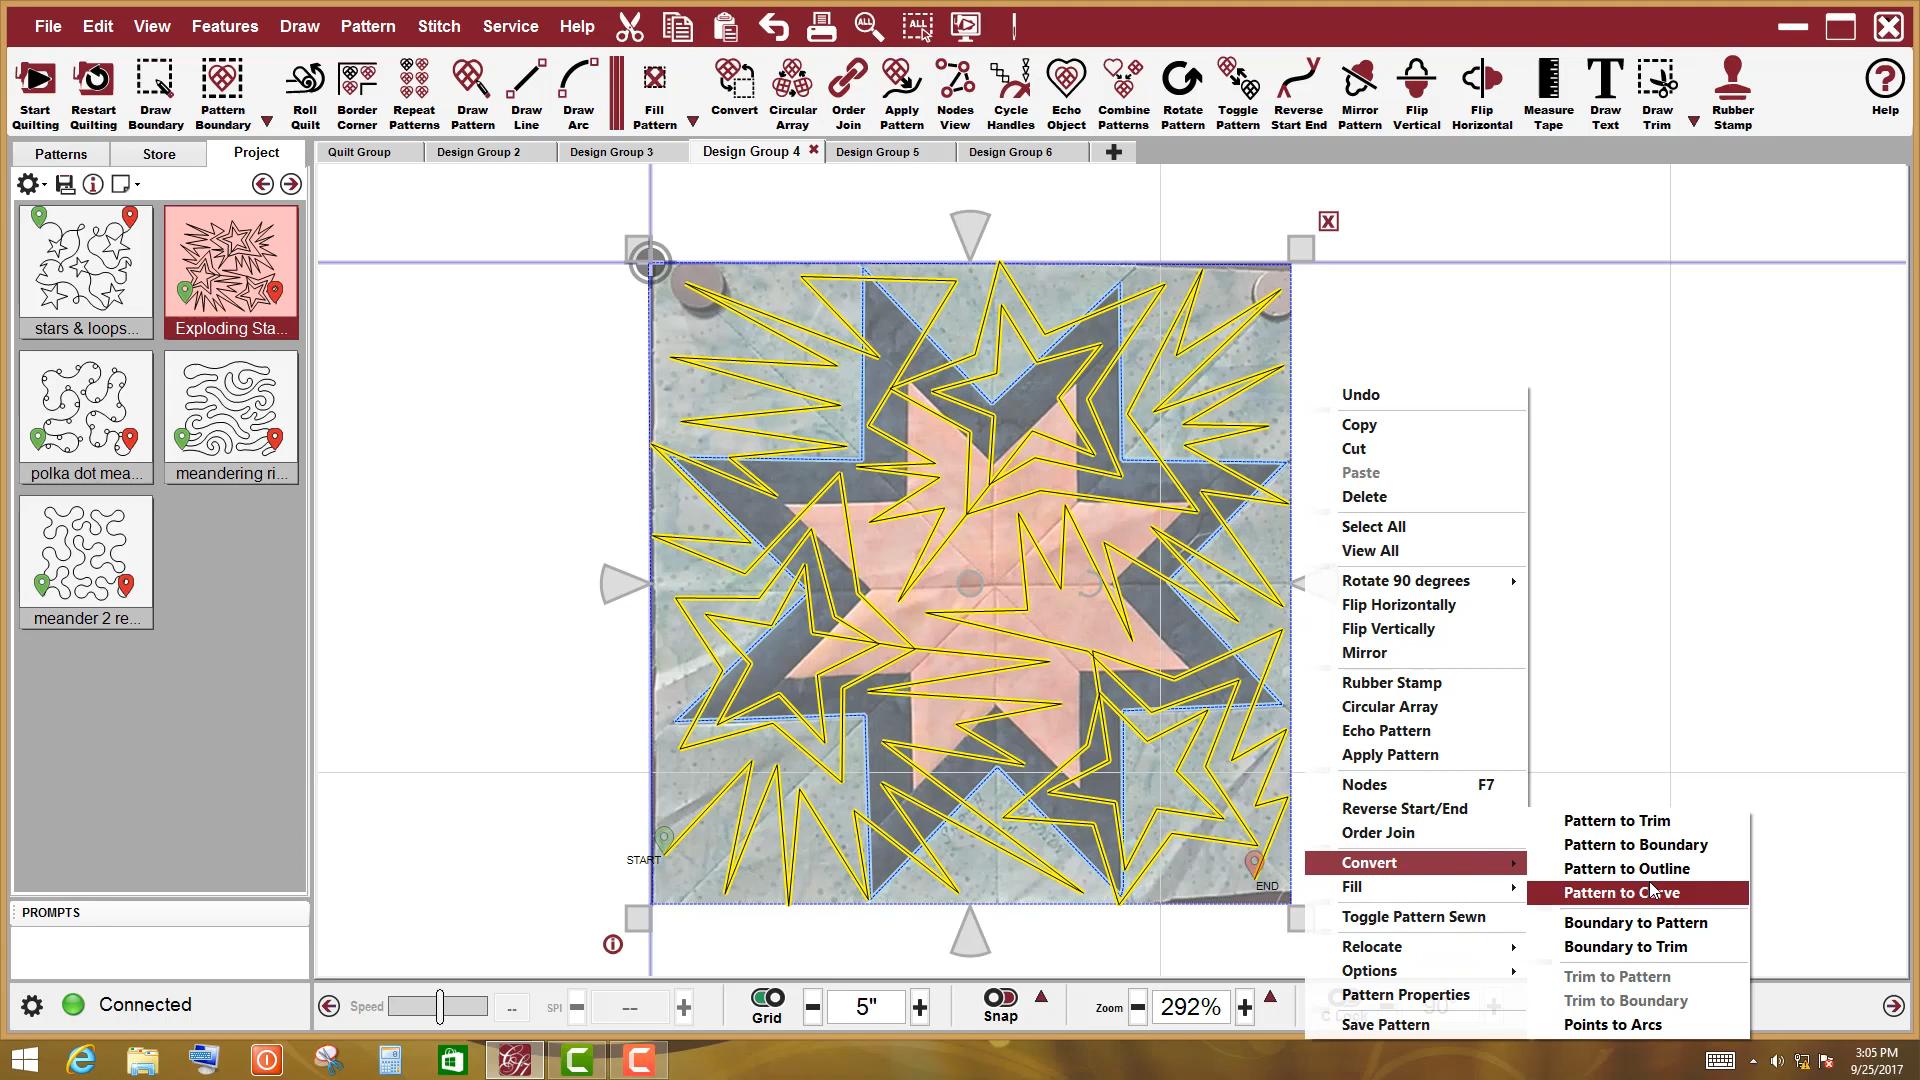 File Edit View Features Draw Pattern Stitch Service Help ALL ALL
Start Quilting
Restart Quilting
Draw Boundary
Pattern Boundary
Roll Quilt
Border Corner
Repeat Patterns
Draw Pattern
Draw Line
Draw Arc
Fill Pattern
Convert
Circular Array
Order Join
Apply Pattern
Nodes View
Cycle Handles
Echo Object
Combine Patterns
Rotate Pattern
Toggle Pattern
Reverse Start End
Mirror Pattern
Flip Vertical
Flip Horizontal
Measure Tape
Draw Text
Draw Trim
Rubber Stamp
Help
Patterns Store Project
Quilt Group Design Group 2 Design Group 3 Design Group 4 Design Group 5 Design Group 6
stars & loops...
Exploding Sta...
polka dot mea...
meandering ri...
meander 2 re...
START
END
Undo
Copy
Cut
Paste
Delete
Select All
View All
Rotate 90 degrees
Flip Horizontally
Flip Vertically
Mirror
Rubber Stamp
Circular Array
Echo Pattern
Apply Pattern
Nodes F7
Reverse Start/End
Order Join
Convert
Fill
Toggle Pattern Sewn
Relocate
Options
Pattern Properties
Save Pattern
Pattern to Trim
Pattern to Boundary
Pattern to Outline
Pattern to Curve
Boundary to Pattern
Boundary to Trim
Trim to Pattern
Trim to Boundary
Points to Arcs
PROMPTS
Connected
Speed -- SPI -- Grid 5" Snap Zoom 292%
3:05 PM
9/25/2017